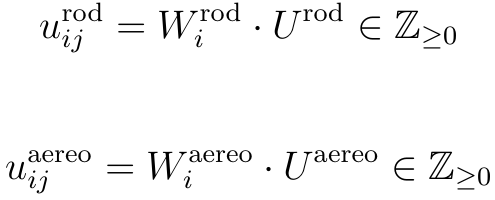 $u_{ij}^{\text{rod}} = W_i^{\text{rod}} \cdot U^{\text{rod}} \in \mathbb{Z}_{\geq 0}$
$u_{ij}^{\text{aereo}} = W_i^{\text{aereo}} \cdot U^{\text{aereo}} \in \mathbb{Z}_{\geq 0}$